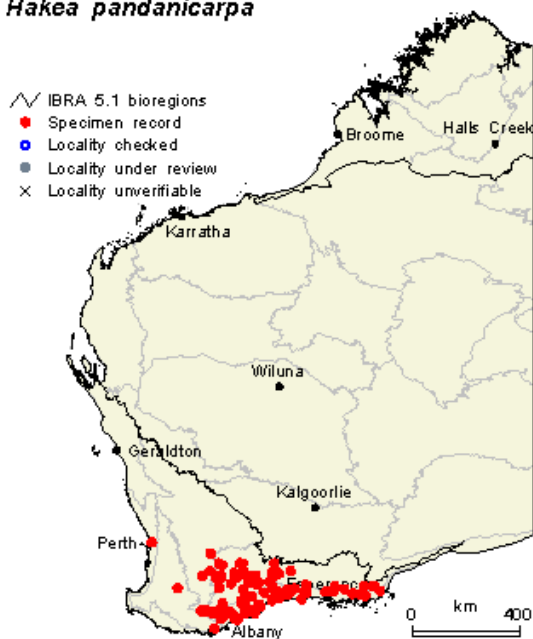 Hakea pandanicarpa
IBRA 5.1 bioregions
Specimen record
Locality checked
Locality under review
Locality unverifiable
Broome
Halls Creek
Karratha
Wiluna
Geraldton
Kalgoorlie
Perth
Esperance
Albany
km
0 400